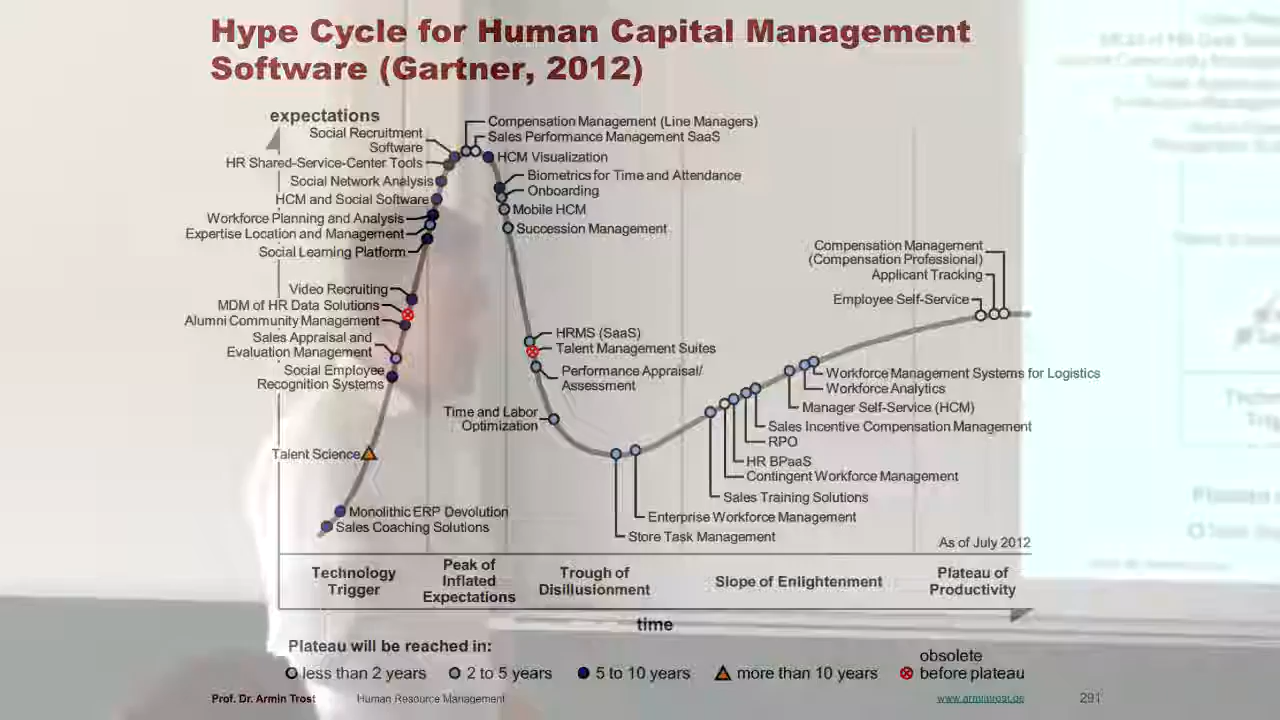 Hype Cycle for Human Capital Management
Software (Gartner, 2012)
expectations
Social Recruitment
Software
HR Shared-Service-Center Tools
Social Network Analysis
HCM and Social Software
Workforce Planning and Analysis
Expertise Location and Management
Social Learning Platform
Video Recruiting
MDM of HR Data Solutions
Alumni Community Management
Sales Appraisal and
Evaluation Management
Social Employee
Recognition Systems
Talent Science
Monolithic ERP Devolution
Sales Coaching Solutions
Compensation Management (Line Managers)
Sales Performance Management SaaS
HCM Visualization
Biometrics for Time and Attendance
Onboarding
Mobile HCM
Succession Management
HRMS (SaaS)
Talent Management Suites
Performance Appraisal/
Assessment
Time and Labor
Optimization
Compensation Management
(Compensation Professional)
Applicant Tracking
Employee Self-Service
Workforce Management Systems for Logistics
Workforce Analytics
Manager Self-Service (HCM)
Sales Incentive Compensation Management
RPO
HR BPaaS
Contingent Workforce Management
Sales Training Solutions
Enterprise Workforce Management
Store Task Management
As of July 2012
Technology
Trigger
Peak of
Inflated
Expectations
Trough of
Disillusionment
Slope of Enlightenment
Plateau of
Productivity
time
Plateau will be reached in:
less than 2 years
2 to 5 years
5 to 10 years
more than 10 years
obsolete
before plateau
Prof. Dr. Armin Trost
Human Resource Management
www.armintrost.de
291